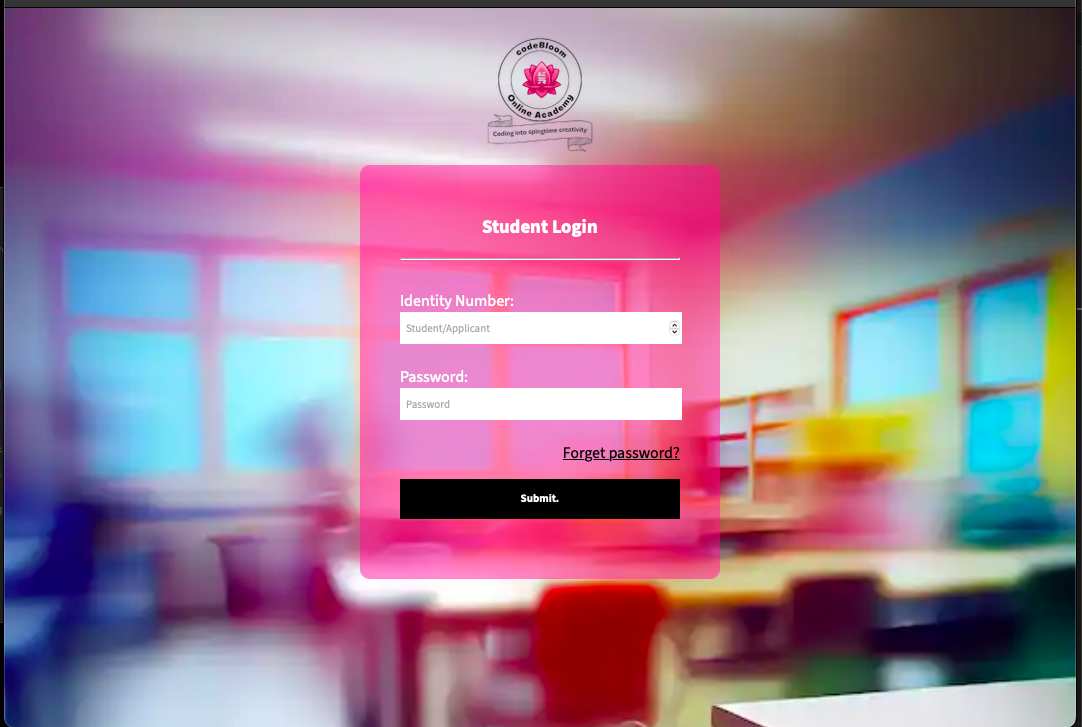 codeBloom
Online Academy
Coding into spingtime creativity
Student Login
Identity Number:
Student/Applicant
Password:
Password
Forget password?
Submit.